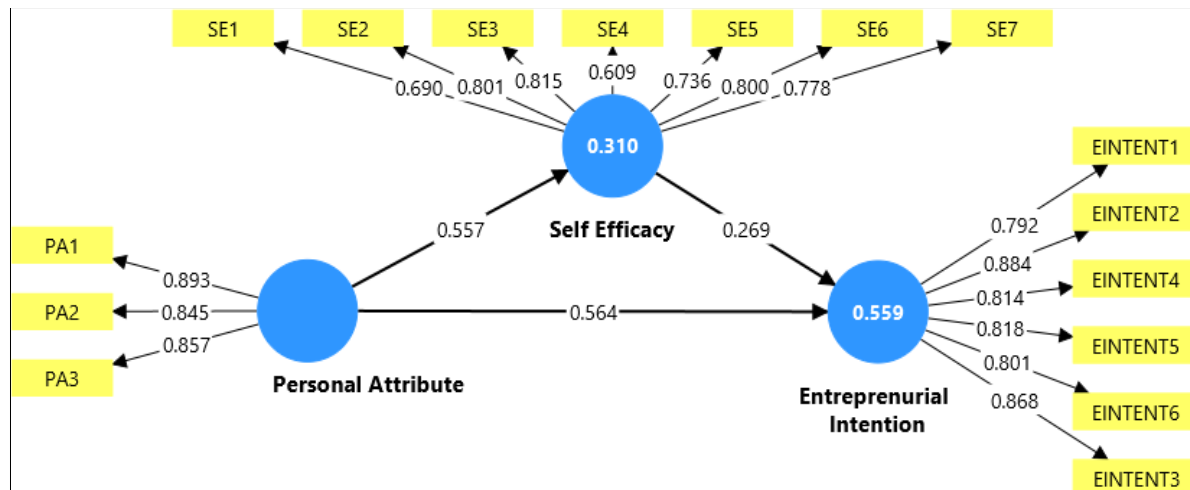 SE1
SE2
SE3
SE4
SE5
SE6
SE7
0.690
0.801
0.815
0.609
0.736
0.800
0.778
0.310
Self Efficacy
0.557
0.269
PA1
PA2
PA3
0.893
0.845
0.857
Personal Attribute
0.564
0.559
Entreprenurial
Intention
0.792
0.884
0.814
0.818
0.801
0.868
EINTENT1
EINTENT2
EINTENT4
EINTENT5
EINTENT6
EINTENT3